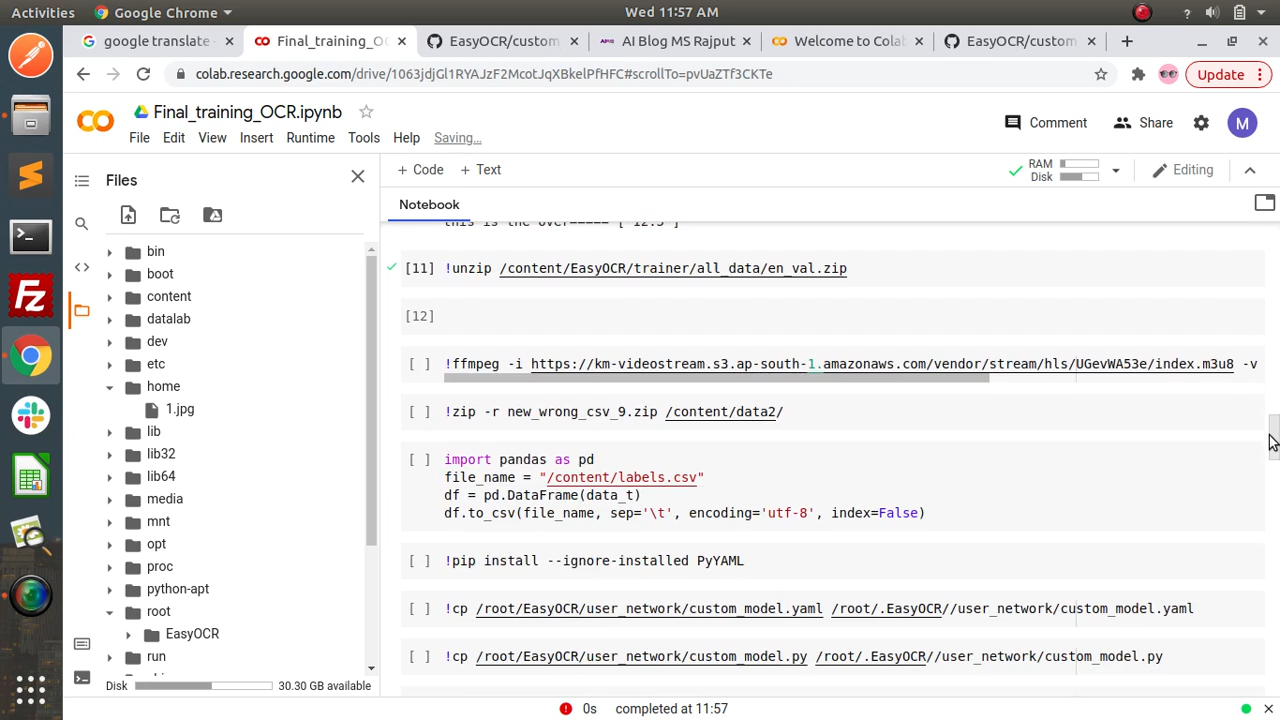 Activities Google Chrome Wed 11:57 AM
google translate Final_training_OC EasyOCR/custom AI Blog MS Rajput Welcome to Colab EasyOCR/custom
colab.research.google.com/drive/1063jdjGl1RYAJzF2McotJqXBkelPfHFC#scrollTo=pvUaZTf3CKTe Update
Final_training_OCR.ipynb
File Edit View Insert Runtime Tools Help Saving...
Comment Share M
Files
+ Code + Text
RAM
Disk
Editing
Notebook
bin
boot
content
datalab
dev
etc
home
1.jpg
lib
lib32
lib64
media
mnt
opt
proc
python-apt
root
EasyOCR
run
Disk 30.30 GB available
this is the over===== [ 12.5 ]
[11] !unzip /content/EasyOCR/trainer/all_data/en_val.zip
[12]
[ ] !ffmpeg -i https://km-videostream.s3.ap-south-1.amazonaws.com/vendor/stream/hls/UGevWA53e/index.m3u8 -v
[ ] !zip -r new_wrong_csv_9.zip /content/data2/
[ ] import pandas as pd
file_name = "/content/labels.csv"
df = pd.DataFrame(data_t)
df.to_csv(file_name, sep='\t', encoding='utf-8', index=False)
[ ] !pip install --ignore-installed PyYAML
[ ] !cp /root/EasyOCR/user_network/custom_model.yaml /root/.EasyOCR//user_network/custom_model.yaml
[ ] !cp /root/EasyOCR/user_network/custom_model.py /root/.EasyOCR//user_network/custom_model.py
0s completed at 11:57